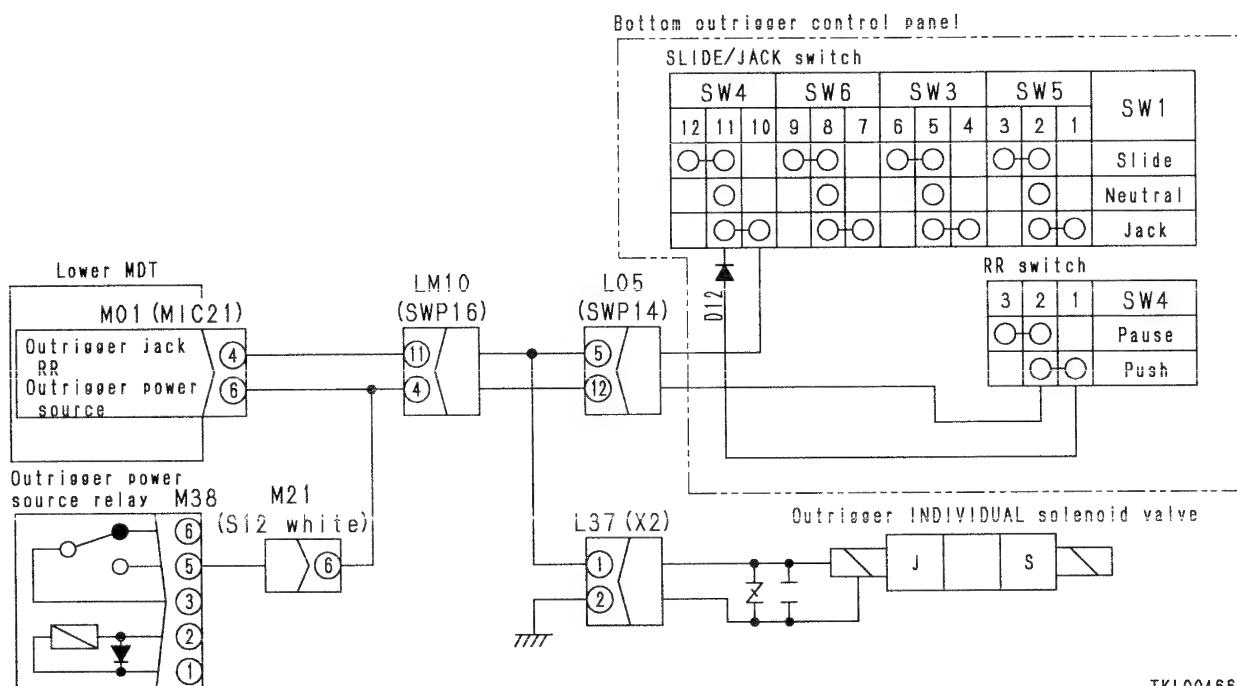 Bottom outrigger control panel
SLIDE/JACK switch
SW4 SW6 SW3 SW5 SW1
12 11 10 9 8 7 6 5 4 3 2 1
Slide
Neutral
Jack
D12
RR switch
3 2 1 SW4
Pause
Push
Lower MDT
M01 (MIC21)
Outrigger jack RR 4
Outrigger power source 6
LM10
(SWP16)
11
4
L05
(SWP14)
5
12
Outrigger power
source relay M38
6
5
3
2
1
M21
(S12 white)
6
L37 (X2)
1
2
Outrigger INDIVIDUAL solenoid valve
J S